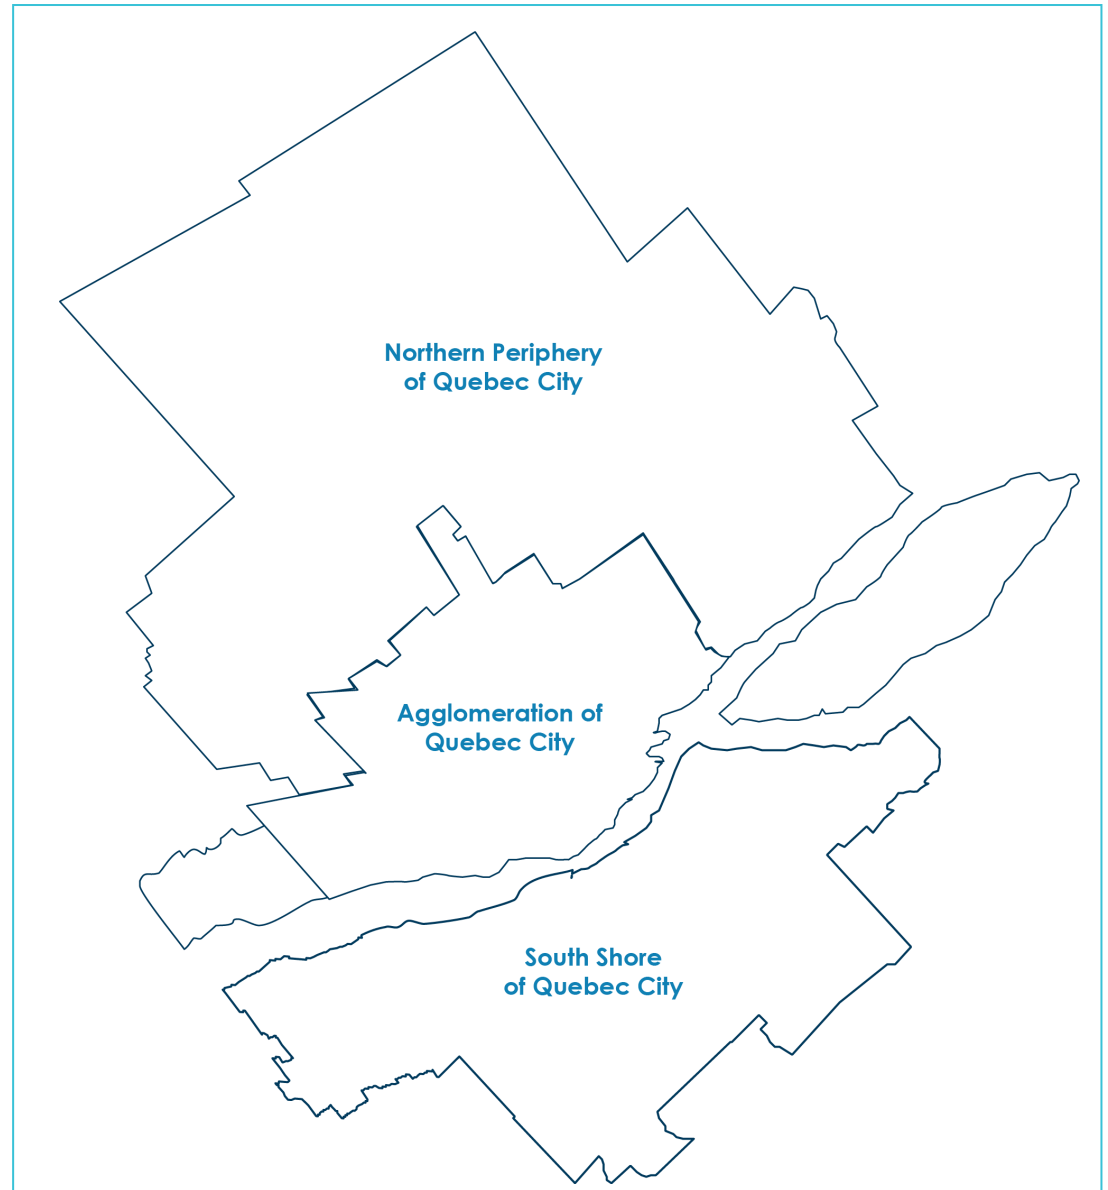 Northern Periphery
of Quebec City
Agglomeration of
Quebec City
South Shore
of Quebec City